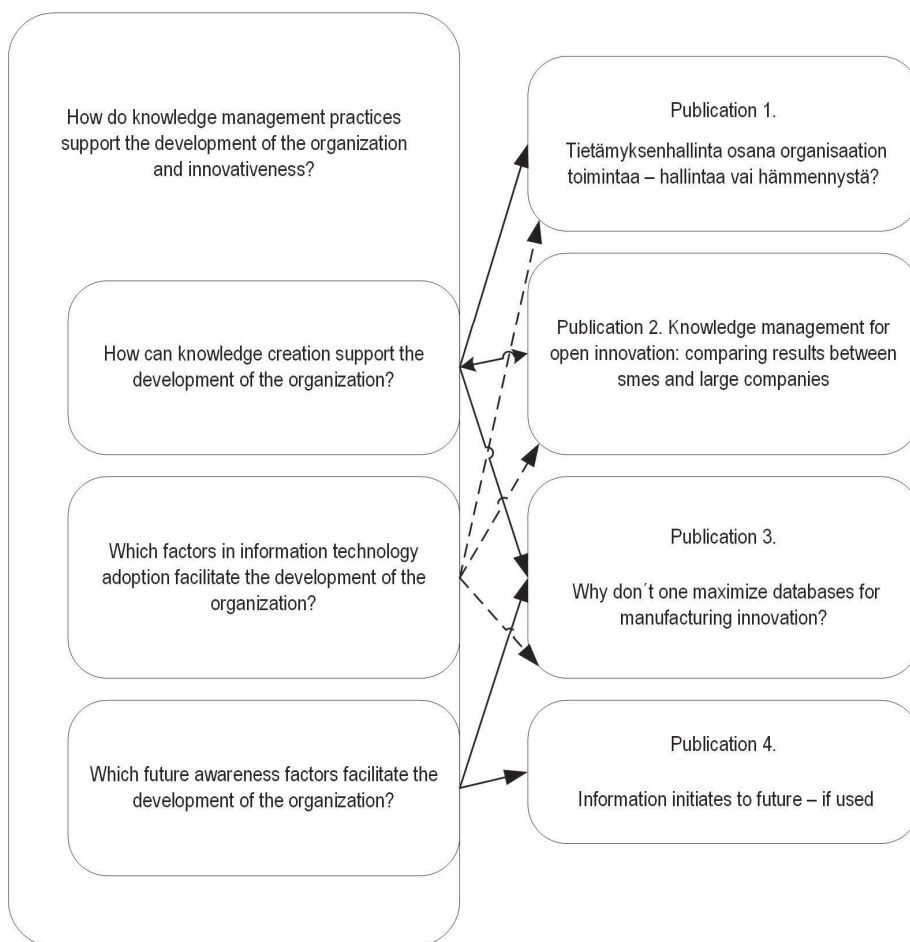 How do knowledge management practices
support the development of the organization
and innovativeness?
How can knowledge creation support the
development of the organization?
Which factors in information technology
adoption facilitate the development of the
organization?
Which future awareness factors facilitate the
development of the organization?
Publication 1.
Tietämyksenhallinta osana organisaation
toimintaa – hallintaa vai hämmennystä?
Publication 2. Knowledge management for
open innovation: comparing results between
smes and large companies
Publication 3.
Why don´t one maximize databases for
manufacturing innovation?
Publication 4.
Information initiates to future – if used